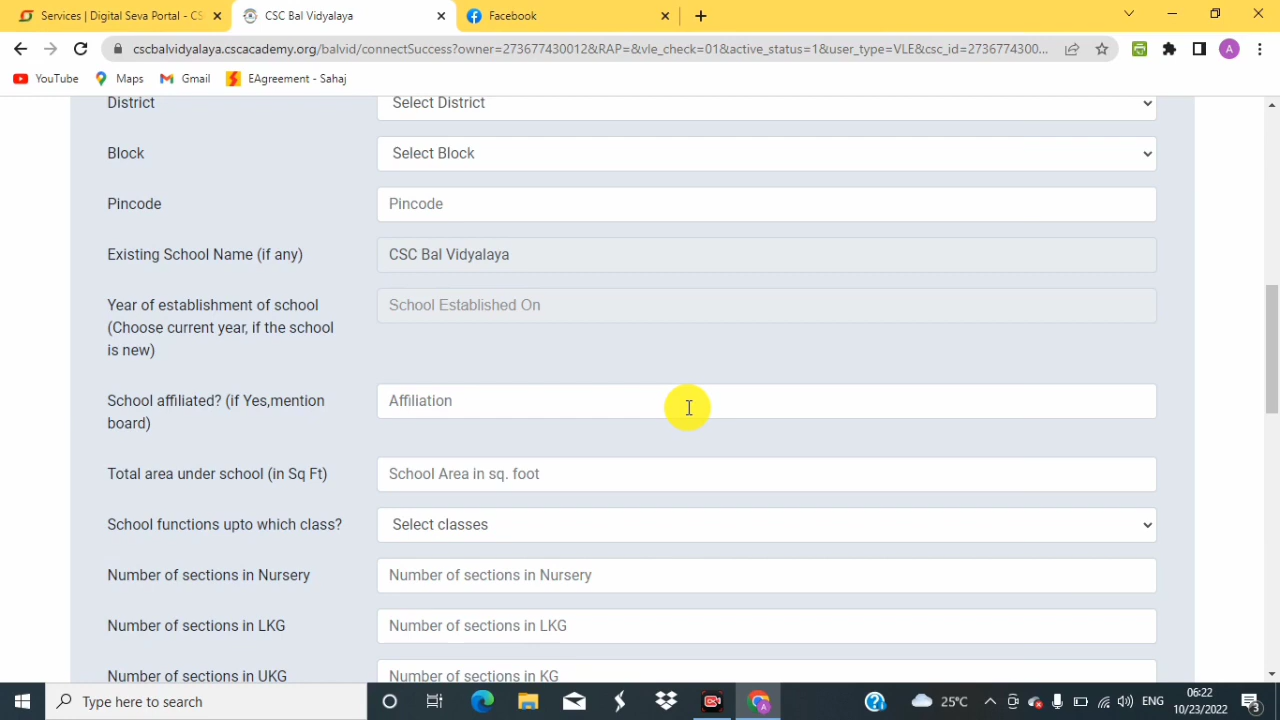 Services | Digital Seva Portal - CS
CSC Bal Vidyalaya
Facebook
cscbalvidyalaya.cscacademy.org/balvid/connectSuccess?owner=273677430012&RAP=&vle_check=01&active_status=1&user_type=VLE&csc_id=2736774300...
A
YouTube
Maps
Gmail
EAgreement - Sahaj
District
Select District
Block
Select Block
Pincode
Pincode
Existing School Name (if any)
CSC Bal Vidyalaya
Year of establishment of school
(Choose current year, if the school
is new)
School Established On
School affiliated? (if Yes,mention
board)
Affiliation
Total area under school (in Sq Ft)
School Area in sq. foot
School functions upto which class?
Select classes
Number of sections in Nursery
Number of sections in Nursery
Number of sections in LKG
Number of sections in LKG
Number of sections in UKG
Number of sections in KG
Type here to search
25°C
ENG
06:22
10/23/2022
3